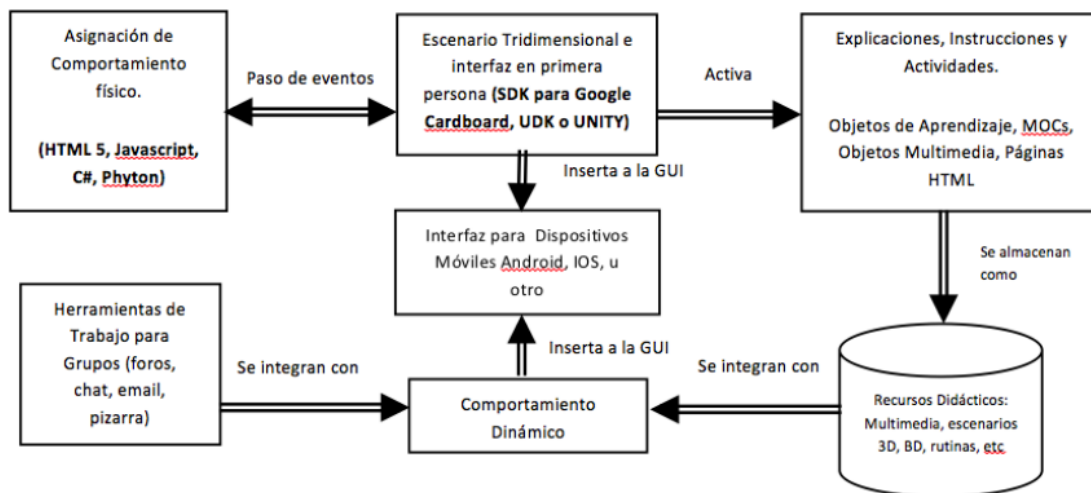 Asignación de
Comportamiento
físico.
(HTML 5, Javascript,
C#, Phyton)
Paso de eventos
Escenario Tridimensional e
interfaz en primera
persona (SDK para Google
Cardboard, UDK o UNITY)
Activa
Explicaciones, Instrucciones y
Actividades.
Objetos de Aprendizaje, MOCs,
Objetos Multimedia, Páginas
HTML
Inserta a la GUI
Interfaz para Dispositivos
Móviles Android, IOS, u
otro
Se almacenan
como
Herramientas de
Trabajo para
Grupos (foros,
chat, email,
pizarra)
Se integran con
Inserta a la GUI
Comportamiento
Dinámico
Se integran con
Recursos Didácticos:
Multimedia, escenarios
3D, BD, rutinas, etc